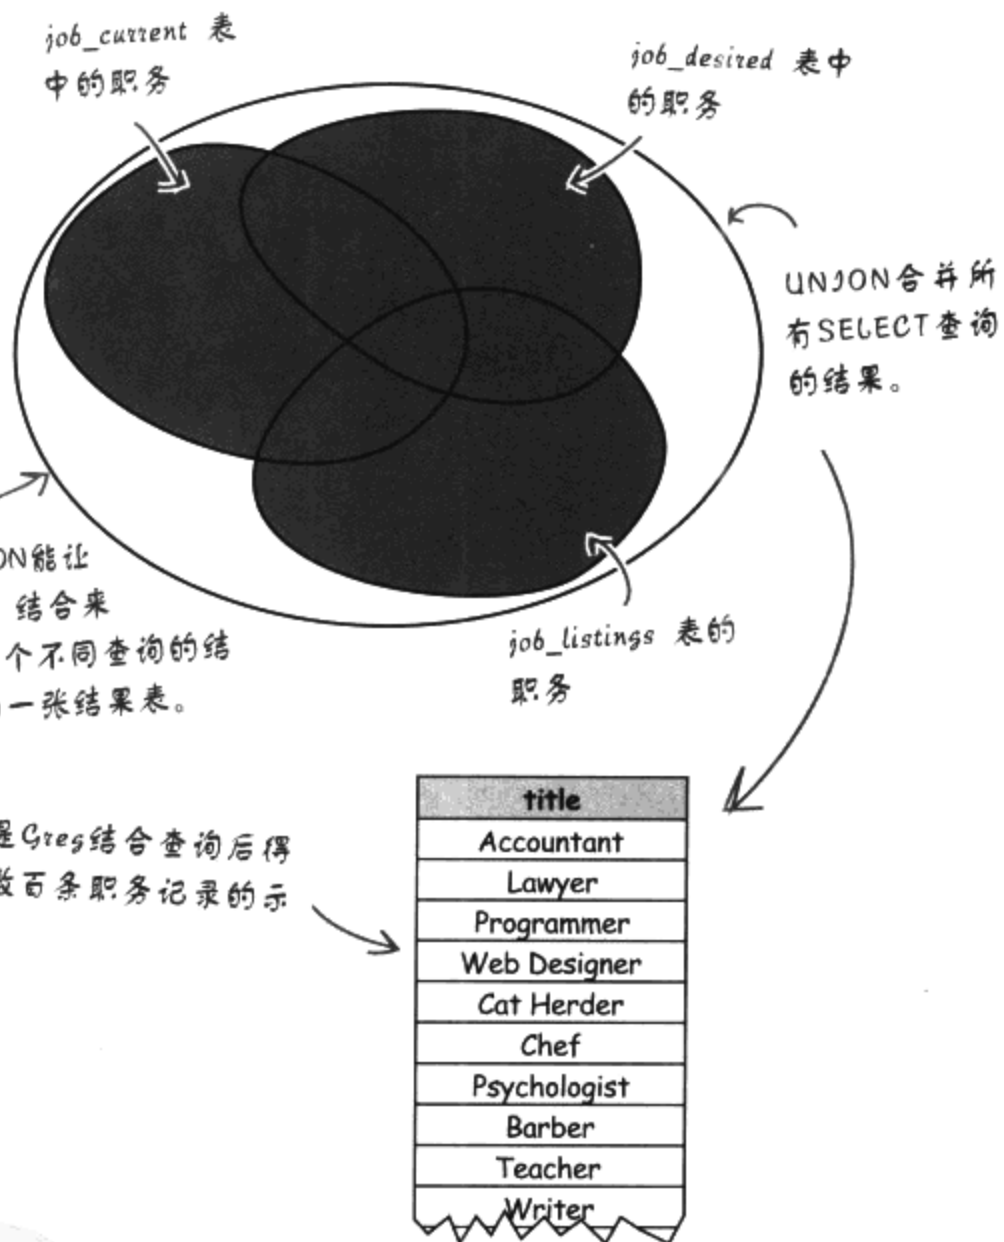 job_current 表
中的职务
job_desired 表中
的职务
UNION合并所
有SELECT查询
的结果。
ON能让
结合来
个不同查询的结
一张结果表。
job_listings 表的
职务
是Greg结合查询后得
数百条职务记录的示
title
Accountant
Lawyer
Programmer
Web Designer
Cat Herder
Chef
Psychologist
Barber
Teacher
Writer